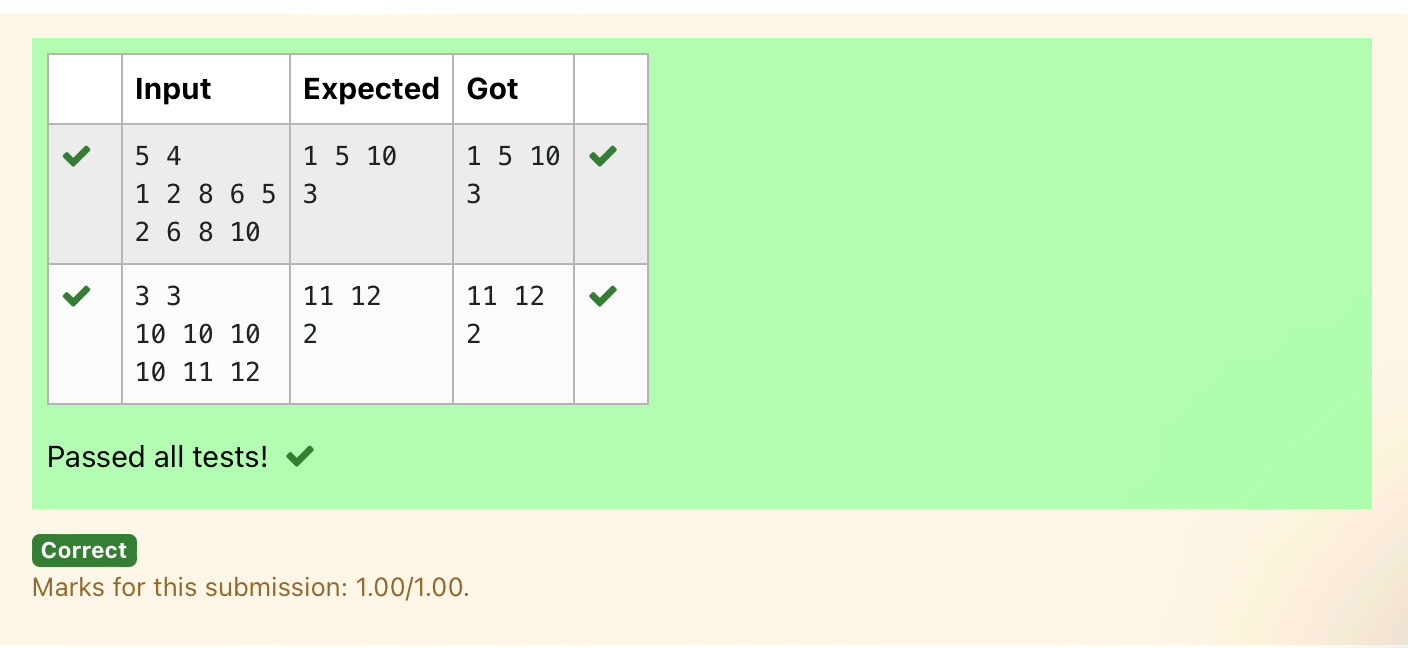 Input Expected Got
5 4 1 5 10 1 5 10
1 2 8 6 5 3 3
2 6 8 10
3 3 11 12 11 12
10 10 10 2 2
10 11 12
Passed all tests!
Correct
Marks for this submission: 1.00/1.00.